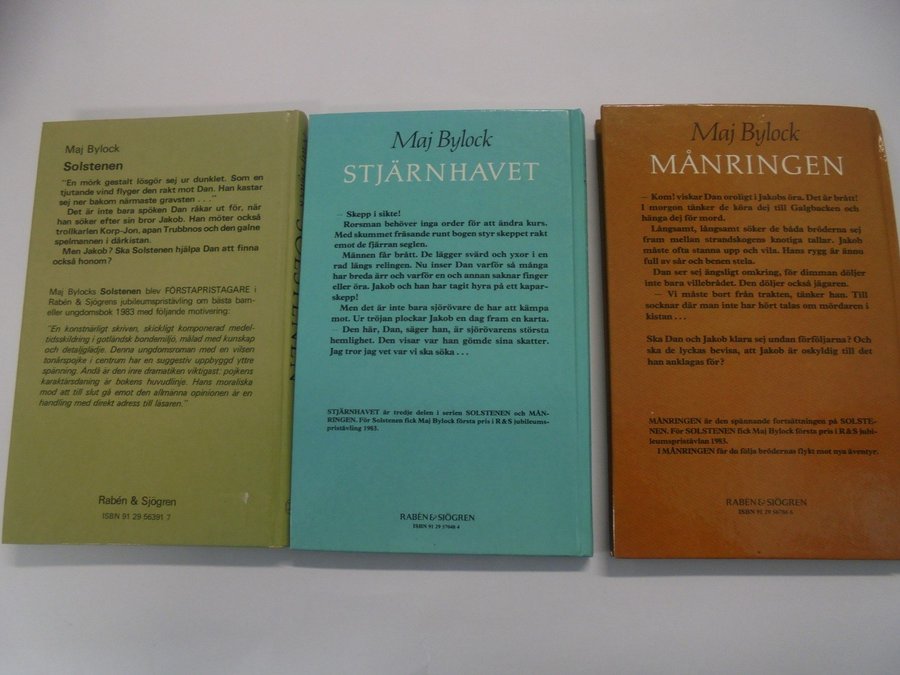 Maj Bylock
Solstenen
"En mörk gestalt lösgör sej ur dunklet. Som en
tjutande vind flyger den rakt mot Dan. Han kastar
sej ner bakom närmaste gravsten . . ."
Det är inte bara spöken Dan råkar ut för, när
han söker efter sin bror Jakob. Han möter också
trollkarlen Korp-Jon, apan Trubbnos och den galne
spelmannen i dårkistan.
Man Jakob? Ska Solstenen hjälpa Dan att finna
också honom?
Maj Bylocks Solstenen blev FÖRSTAPRISTAGARE i
Rabén & Sjögrens jubileumspristävling om bästa barn-
eller ungdomsbok 1983 med följande motivering:
"En konstnärligt skriven, skickligt komponerad medel-
tidsskildring i gotländsk bondemiljö, målad med kunskap
och detaljglädje. Denna ungdomsroman med en vilsen
tonårspojke i centrum har en suggestiv uppbyggd yttre
spänning. Ändå är den inre dramatiken viktigast: pojkens
karaktärsdaning är bokens huvudlinje. Hans moraliska
mod att till slut gå emot den allmänna opinionen är en
handling med direkt adress till läsaren."
Rabén & Sjögren
ISBN 91 29 56391 7
Maj Bylock
STJÄRNHAVET
– Skepp i sikte!
Rorsman behöver inga order för att ändra kurs.
Med skummet fräsande runt bogen styr skeppet rakt
emot de fjärran seglen.
Männen får brått. De lägger svärd och yxor i en
rad längs relingen. Nu inser Dan varför så många
har breda ärr och varför en och annan saknar finger
eller öra. Jakob och han har tagit hyra på ett kapar-
skepp!
Men det är inte bara sjörövare de har att kämpa
mot. Ur tröjan plockar Jakob en dag fram en karta.
– Den här, Dan, säger han, är sjörövarens största
hemlighet. Den visar var han gömde sina skatter.
Jag tror jag vet var vi ska söka . . .
STJÄRNHAVET är tredje delen i serien SOLSTENEN och MÅN-
RINGEN. För Solstenen fick Maj Bylock första pris i R&S jubileums-
pristävling 1983.
RABÉN & SJÖGREN
ISBN 91 29 57048 4
Maj Bylock
MÅNRINGEN
– Kom! viskar Dan oroligt i Jakobs öra. Det är brått!
I morgon tänker de köra dej till Galgbacken och
hänga dej för mord.
Långsamt, långsamt söker de båda bröderna sej
fram mellan strandskogens knotiga tallar. Jakob
måste ofta stanna upp och vila. Hans rygg är ännu
full av sår och benen stela.
Dan ser sej ängsligt omkring, för dimman döljer
inte bara villebrådet. Den döljer också jägaren.
– Vi måste bort från trakten, tänker han. Till
socknar där man inte har hört talas om mördaren i
kistan . . .
Ska Dan och Jakob klara sej undan förföljarna? Och
ska de lyckas bevisa, att Jakob är oskyldig till det
han anklagas för?
MÅNRINGEN är den spännande fortsättningen på SOLSTE-
NEN. För SOLSTENEN fick Maj Bylock första pris i R&S jubi-
leumspristävlan 1983.
I MÅNRINGEN får du följa brödernas flykt mot nya äventyr.
RABÉN & SJÖGREN
ISBN 91 29